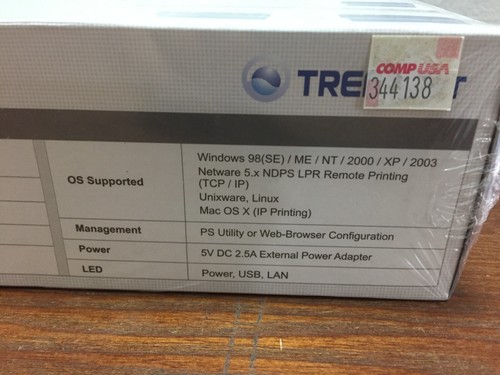 COMP USA
TRE T
344138
OS Supported
Windows 98(SE) / ME / NT / 2000 / XP / 2003
Netware 5.x NDPS LPR Remote Printing
(TCP / IP)
Unixware, Linux
Mac OS X (IP Printing)
Management
PS Utility or Web-Browser Configuration
Power
5V DC 2.5A External Power Adapter
LED
Power, USB, LAN